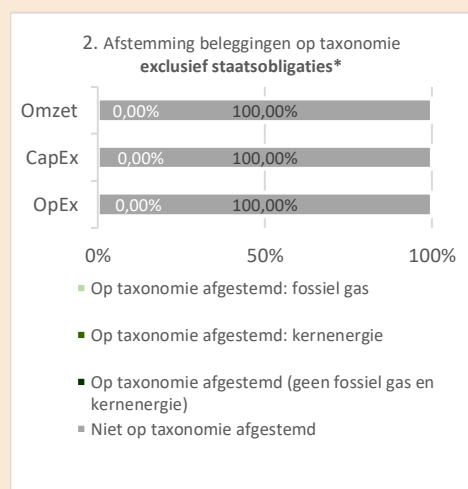 2. Afstemming beleggingen op taxonomie
exclusief staatsobligaties*
Omzet 0,00% 100,00%
CapEx 0,00% 100,00%
OpEx 0,00% 100,00%
0% 50% 100%
Op taxonomie afgestemd: fossiel gas
Op taxonomie afgestemd: kernenergie
Op taxonomie afgestemd (geen fossiel gas en
kernenergie)
Niet op taxonomie afgestemd